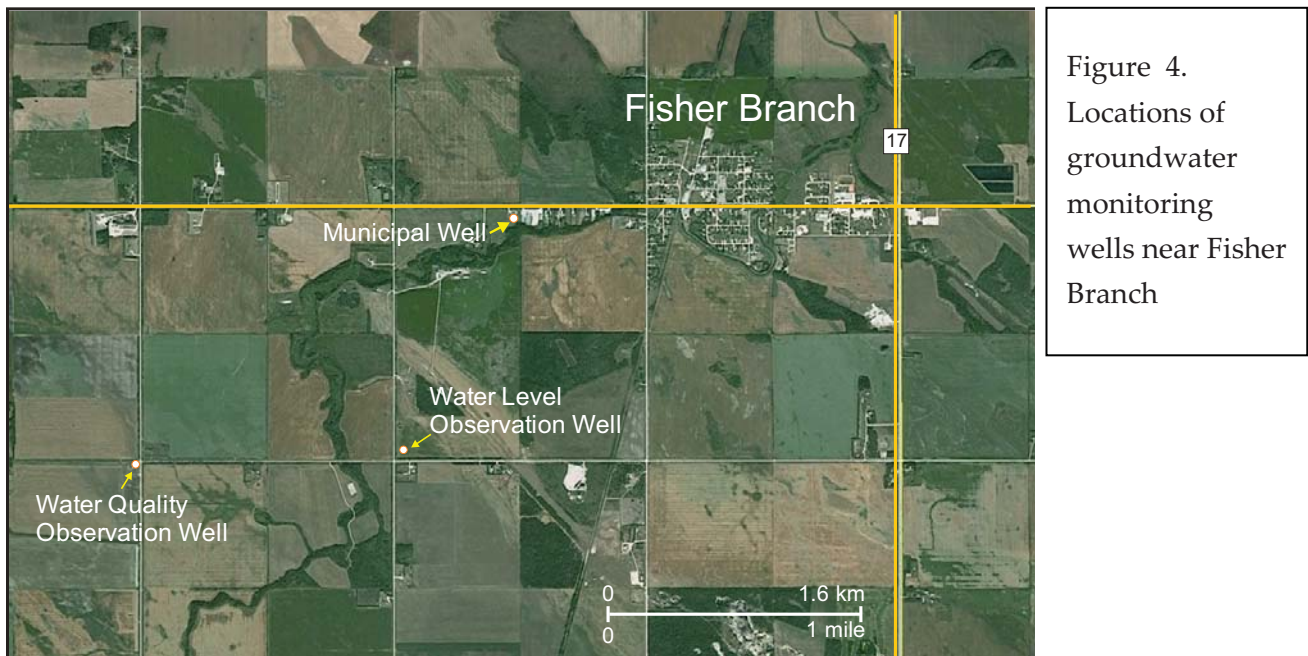 Fisher Branch
17
Municipal Well
Water Level
Observation Well
Water Quality
Observation Well
0 1.6 km
0 1 mile
Figure 4.
Locations of
groundwater
monitoring
wells near Fisher
Branch